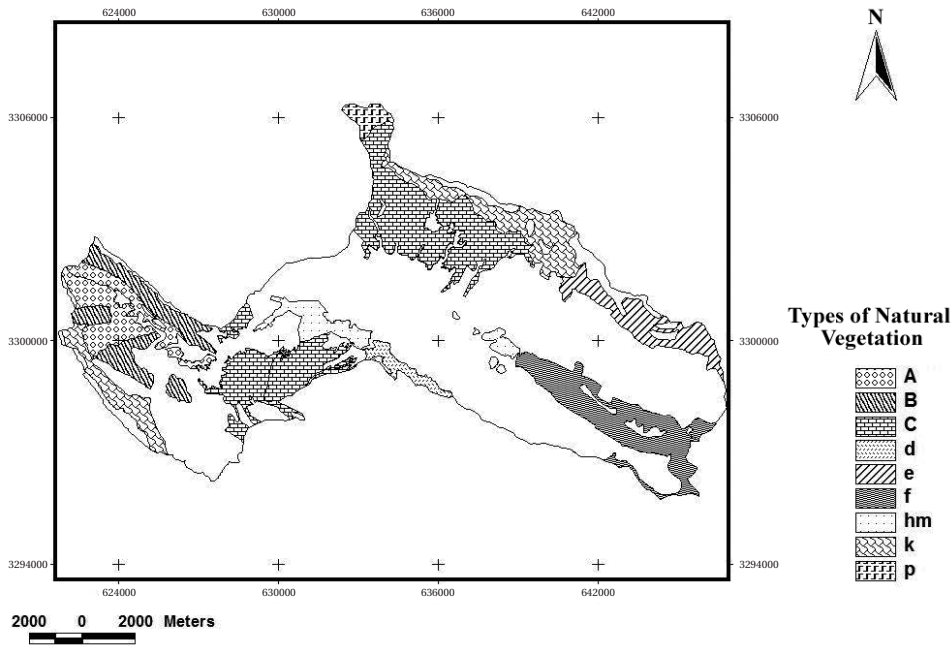 624000 630000 636000 642000
N
3306000 3306000
3300000 3300000
3294000 3294000
624000 630000 636000 642000
Types of Natural
Vegetation
A
B
C
d
e
f
hm
k
p
2000 0 2000 Meters